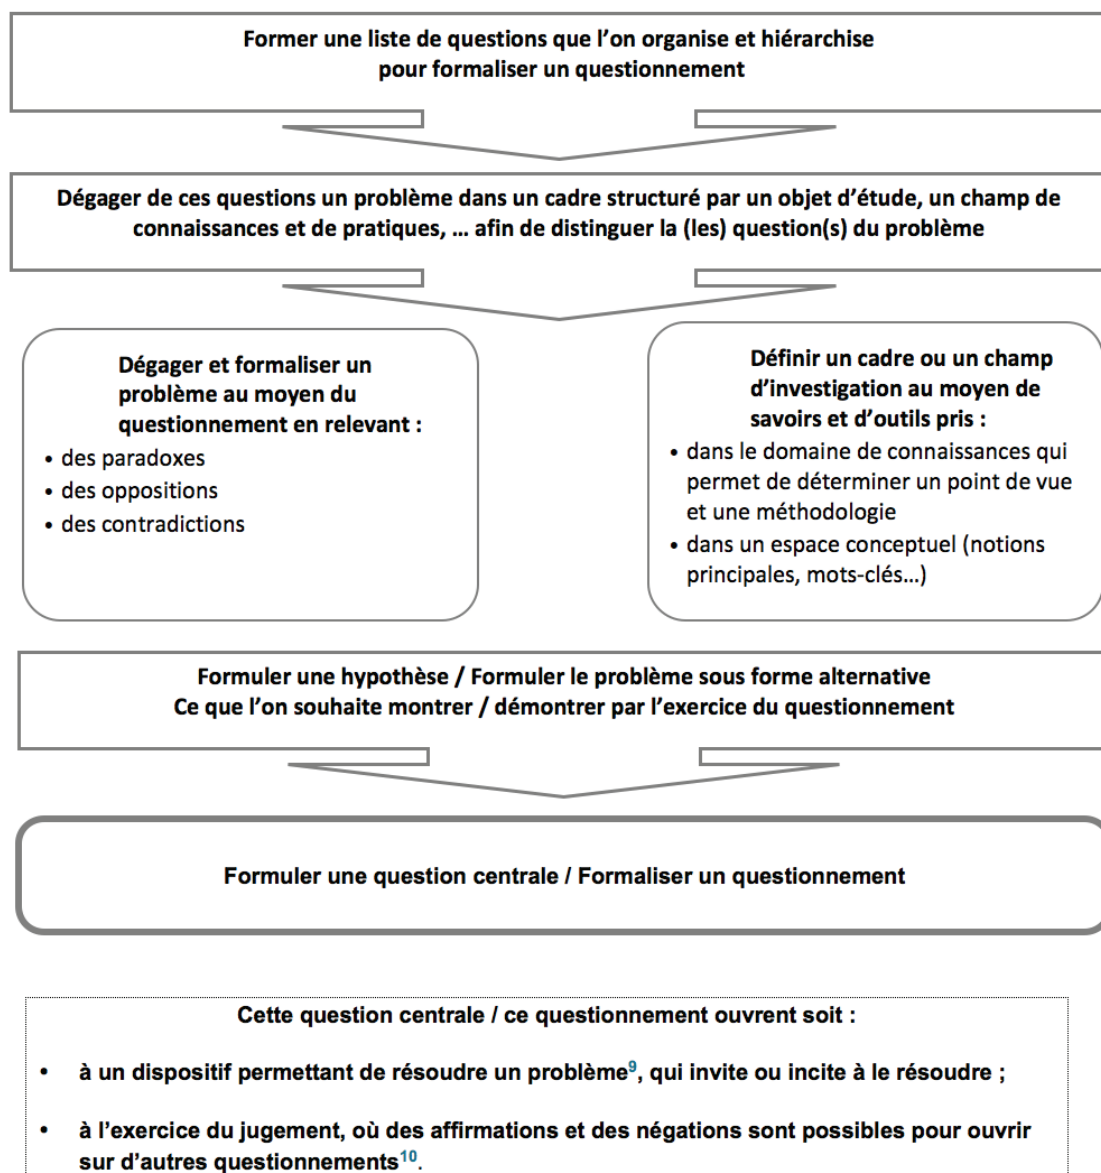 Former une liste de questions que l’on organise et hiérarchise
pour formaliser un questionnement
Dégager de ces questions un problème dans un cadre structuré par un objet d’étude, un champ de
connaissances et de pratiques, … afin de distinguer la (les) question(s) du problème
Dégager et formaliser un
problème au moyen du
questionnement en relevant :
• des paradoxes
• des oppositions
• des contradictions
Définir un cadre ou un champ
d’investigation au moyen de
savoirs et d’outils pris :
• dans le domaine de connaissances qui
permet de déterminer un point de vue
et une méthodologie
• dans un espace conceptuel (notions
principales, mots-clés…)
Formuler une hypothèse / Formuler le problème sous forme alternative
Ce que l’on souhaite montrer / démontrer par l’exercice du questionnement
Formuler une question centrale / Formaliser un questionnement
Cette question centrale / ce questionnement ouvrent soit :
• à un dispositif permettant de résoudre un problème⁹, qui invite ou incite à le résoudre ;
• à l’exercice du jugement, où des affirmations et des négations sont possibles pour ouvrir
sur d’autres questionnements¹⁰.